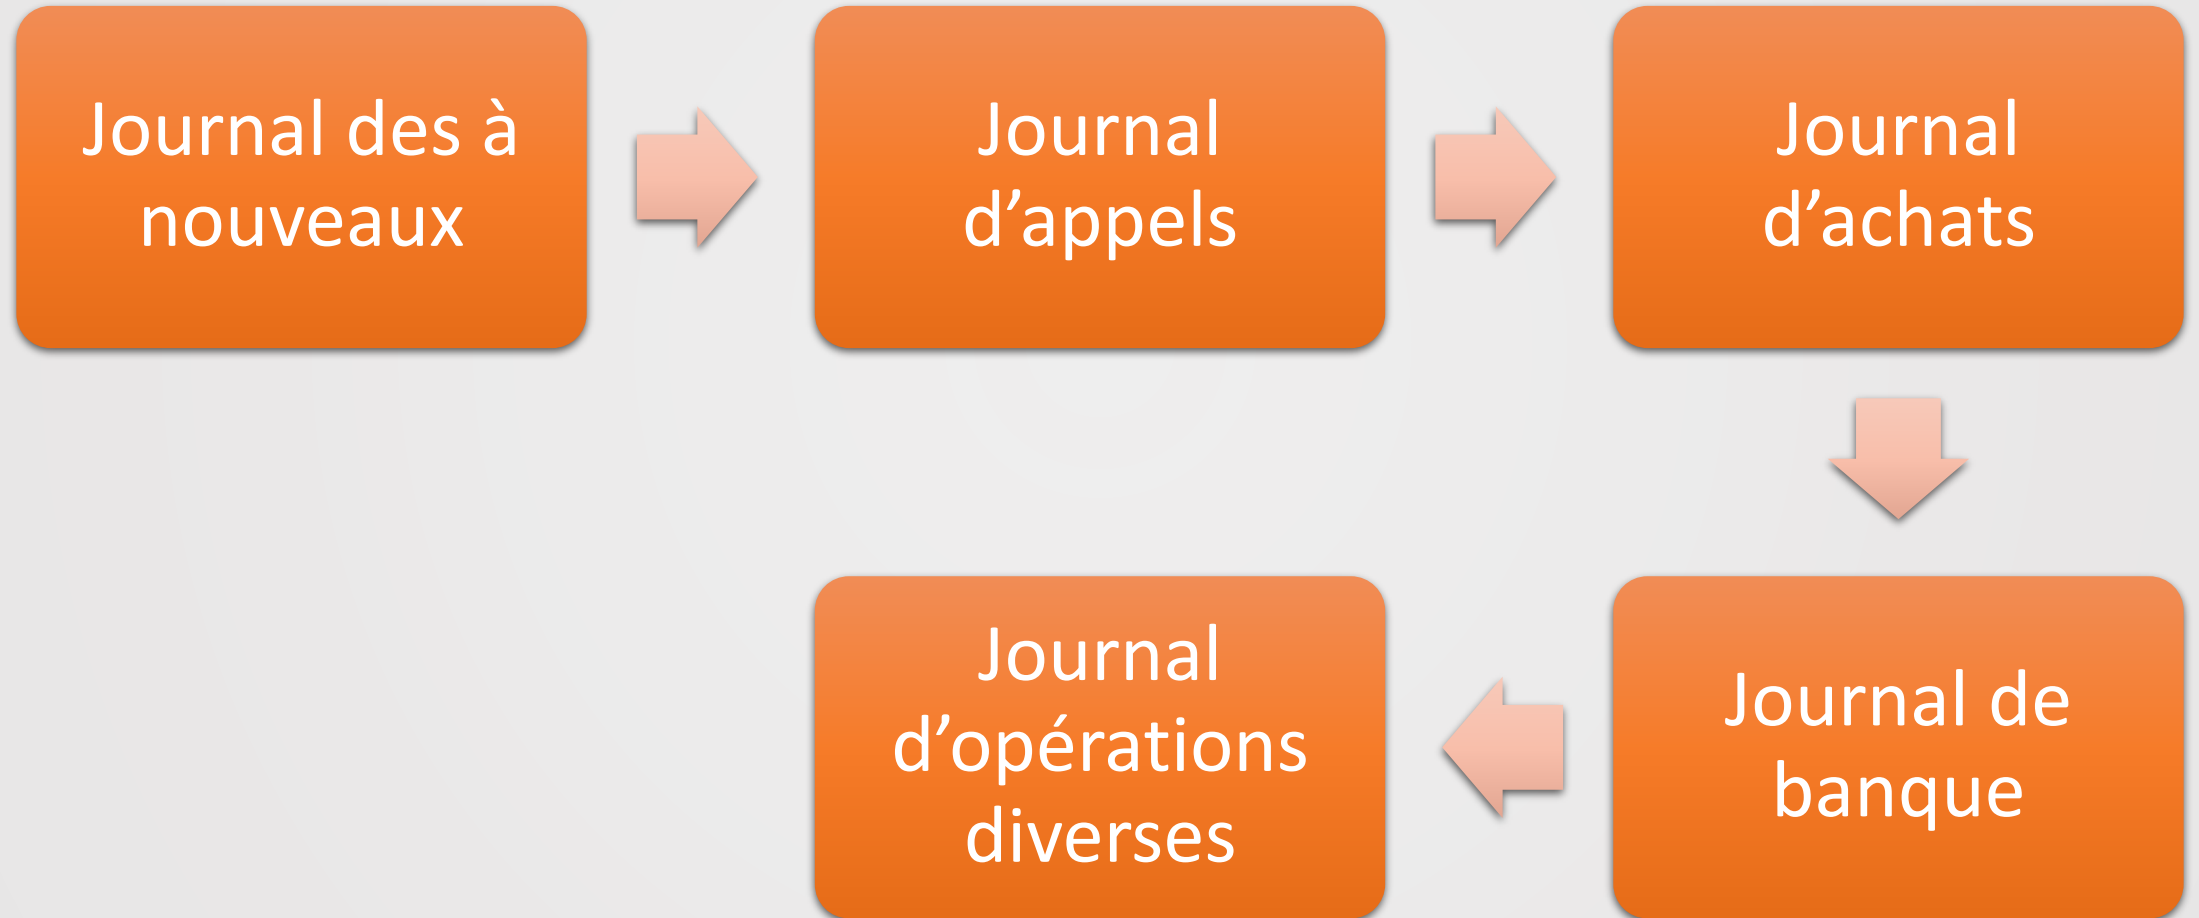 Journal des à
nouveaux
Journal
d’appels
Journal
d’achats
Journal de
banque
Journal
d’opérations
diverses